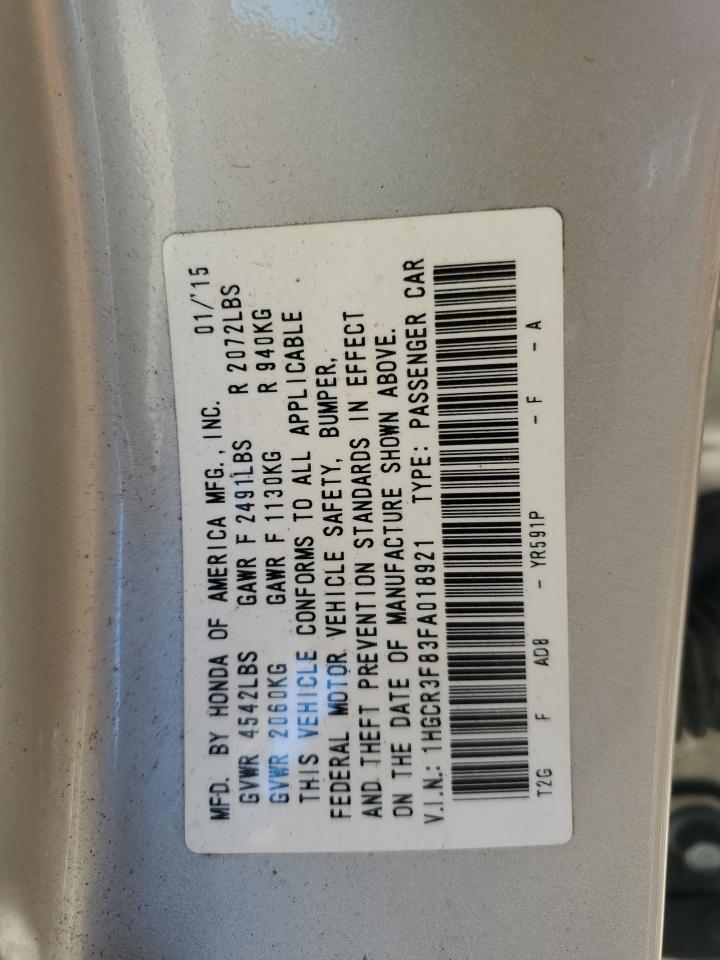 MFD. BY HONDA OF AMERICA MFG., INC. 01/'15
GVWR 4542LBS GAWR F 2491LBS R 2072LBS
GVWR 2060KG GAWR F 1130KG R 940KG
THIS VEHICLE CONFORMS TO ALL APPLICABLE
FEDERAL MOTOR VEHICLE SAFETY, BUMPER,
AND THEFT PREVENTION STANDARDS IN EFFECT
ON THE DATE OF MANUFACTURE SHOWN ABOVE.
V.I.N.: 1HGCR3F83FA018921 TYPE: PASSENGER CAR
T2G F AD8 - YR591P - F - A